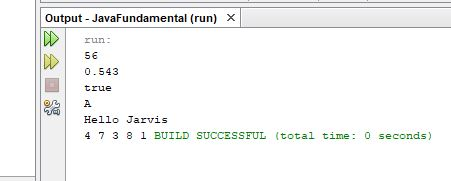 Output - JavaFundamental (run)
run:
56
0.543
true
A
Hello Jarvis
4 7 3 8 1 BUILD SUCCESSFUL (total time: 0 seconds)